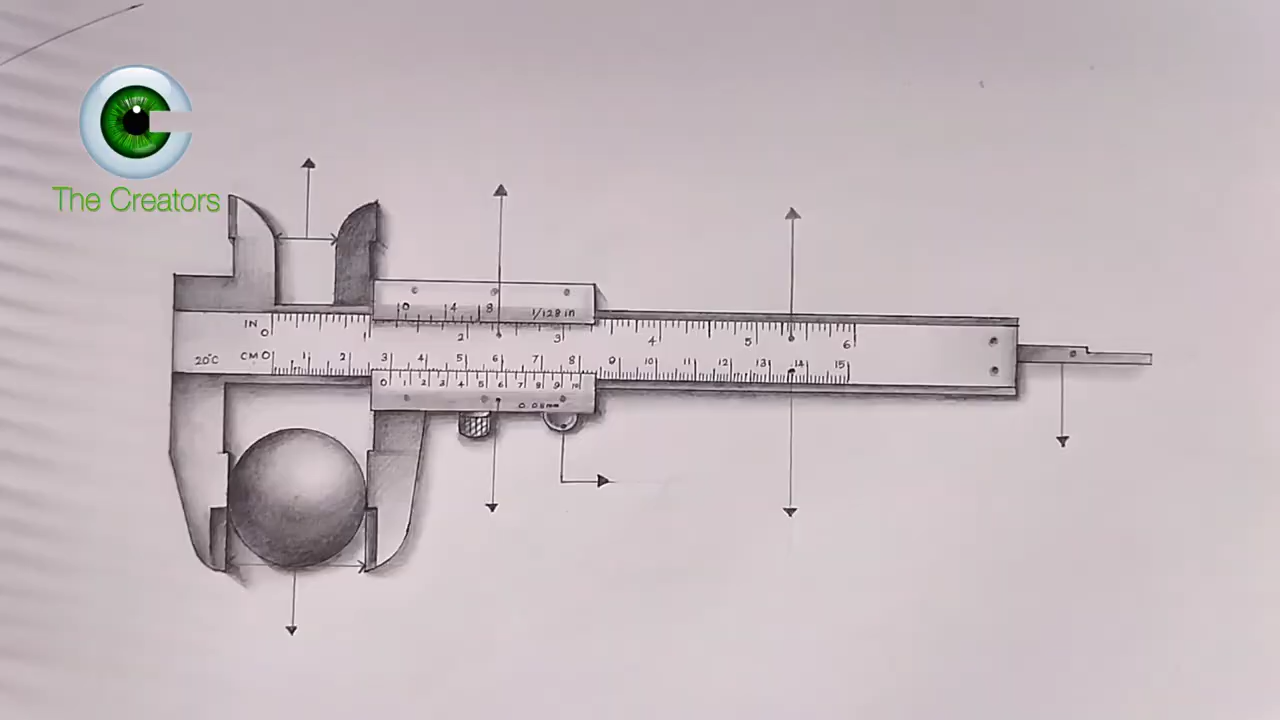 The Creators
0 4 8
1/128 in
IN
0 1 2 3 4 5 6
20°C CM 0 1 2 3 4 5 6 7 8 9 10 11 12 13 14 15
0 1 2 3 4 5 6 7 8 9 10
0.05mm